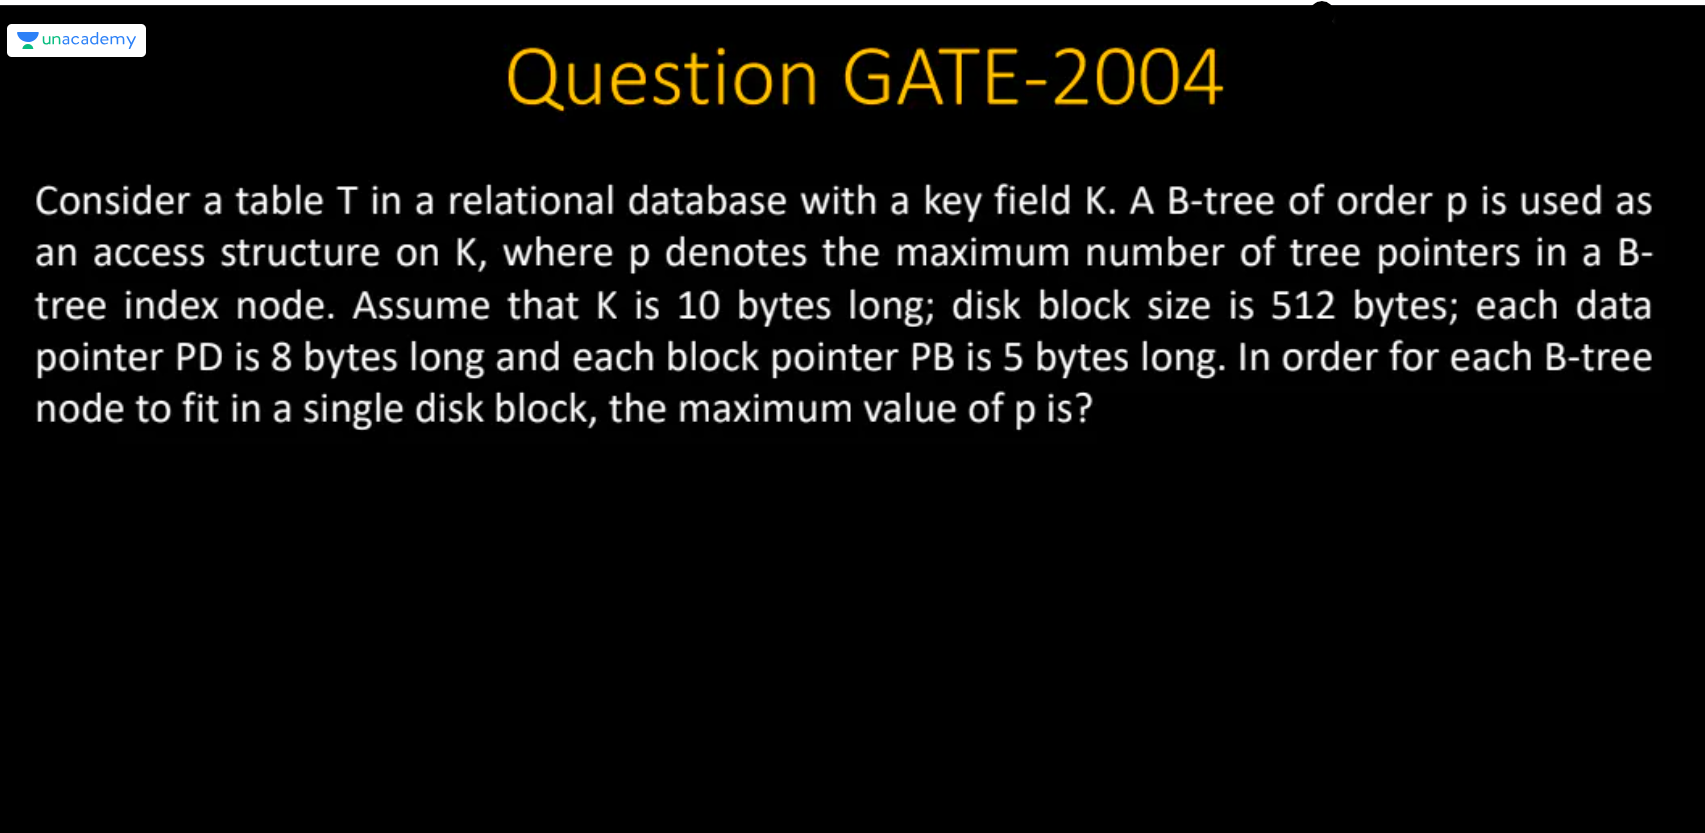 unacademy
Question GATE-2004
Consider a table T in a relational database with a key field K. A B-tree of order p is used as
an access structure on K, where p denotes the maximum number of tree pointers in a B-
tree index node. Assume that K is 10 bytes long; disk block size is 512 bytes; each data
pointer PD is 8 bytes long and each block pointer PB is 5 bytes long. In order for each B-tree
node to fit in a single disk block, the maximum value of p is?